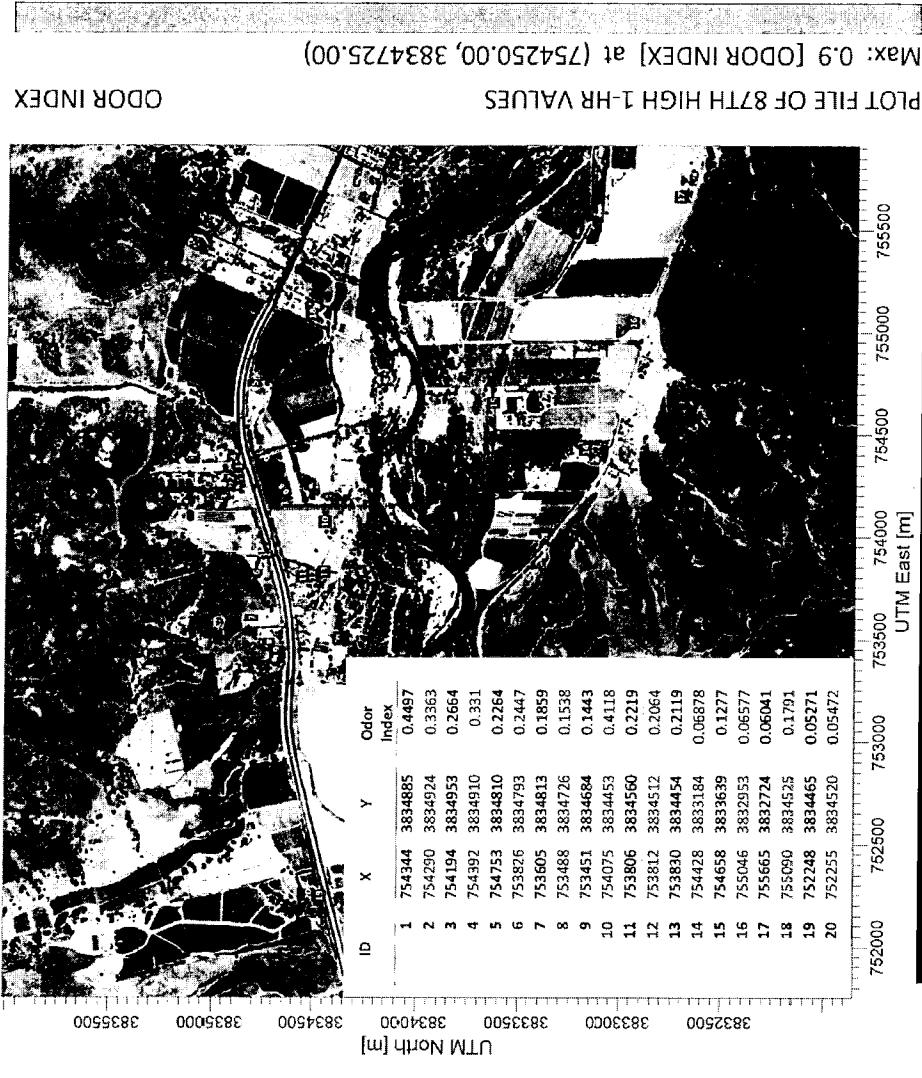 PLOT FILE OF 87TH HIGH 1-HR VALUES
ODOR INDEX
Max: 0.9 [ODOR INDEX] at (754250.00, 3834725.00)
UTM North [m]
3835500
3835000
3834500
3834000
3833500
3833000
3832500
ID X Y Odor Index
1 754344 3834885 0.4497
2 754290 3834924 0.3363
3 754194 3834953 0.2664
4 754392 3834910 0.331
5 754753 3834810 0.2264
6 753826 3834793 0.2447
7 753605 3834813 0.1859
8 753488 3834726 0.1538
9 753451 3834684 0.1443
10 754075 3834453 0.4118
11 753806 3834560 0.2219
12 753812 3834512 0.2064
13 753830 3834454 0.2119
14 754428 3833184 0.06878
15 754658 3833639 0.1277
16 755046 3832953 0.06577
17 755665 3832724 0.06041
18 755090 3834525 0.1791
19 752248 3834465 0.05271
20 752255 3834520 0.05472
752000 752500 753000 753500 754000 754500 755000 755500
UTM East [m]